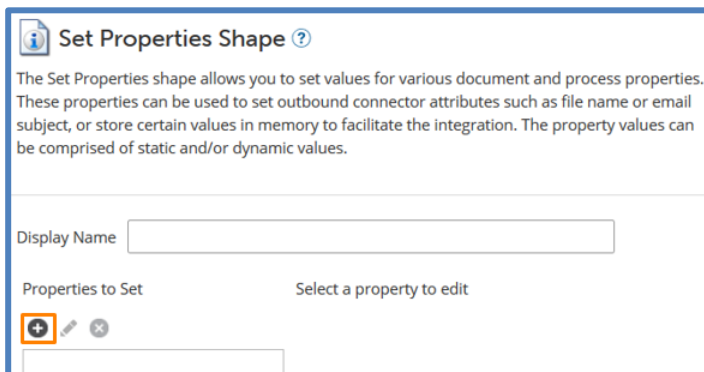 Set Properties Shape ?
The Set Properties shape allows you to set values for various document and process properties.
These properties can be used to set outbound connector attributes such as file name or email
subject, or store certain values in memory to facilitate the integration. The property values can
be comprised of static and/or dynamic values.
Display Name
Properties to Set Select a property to edit